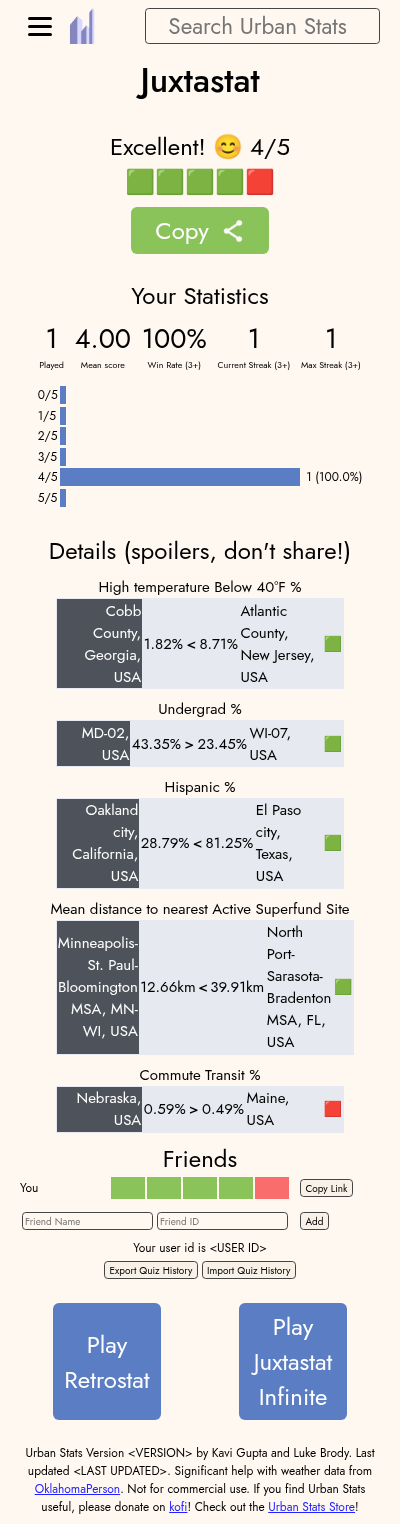 Search Urban Stats
Juxtastat
Excellent! 😊 4/5
🟩🟩🟩🟩🟥
Copy
Your Statistics
1 4.00 100% 1 1
Played Mean score Win Rate (3+) Current Streak (3+) Max Streak (3+)
0/5
1/5
2/5
3/5
4/5 1 (100.0%)
5/5
Details (spoilers, don't share!)
High temperature Below 40°F %
Cobb
County,
Georgia,
USA
1.82% < 8.71%
Atlantic
County,
New Jersey,
USA
🟩
Undergrad %
MD-02,
USA
43.35% > 23.45%
WI-07,
USA
🟩
Hispanic %
Oakland
city,
California,
USA
28.79% < 81.25%
El Paso
city,
Texas,
USA
🟩
Mean distance to nearest Active Superfund Site
Minneapolis-
St. Paul-
Bloomington
MSA, MN-
WI, USA
12.66km < 39.91km
North
Port-
Sarasota-
Bradenton
MSA, FL,
USA
🟩
Commute Transit %
Nebraska,
USA
0.59% > 0.49%
Maine,
USA
🟥
Friends
You Copy Link
Friend Name Friend ID Add
Your user id is <USER ID>
Export Quiz History Import Quiz History
Play
Retrostat
Play
Juxtastat
Infinite
Urban Stats Version <VERSION> by Kavi Gupta and Luke Brody. Last
updated <LAST UPDATED>. Significant help with weather data from
OklahomaPerson. Not for commercial use. If you find Urban Stats
useful, please donate on kofi! Check out the Urban Stats Store!